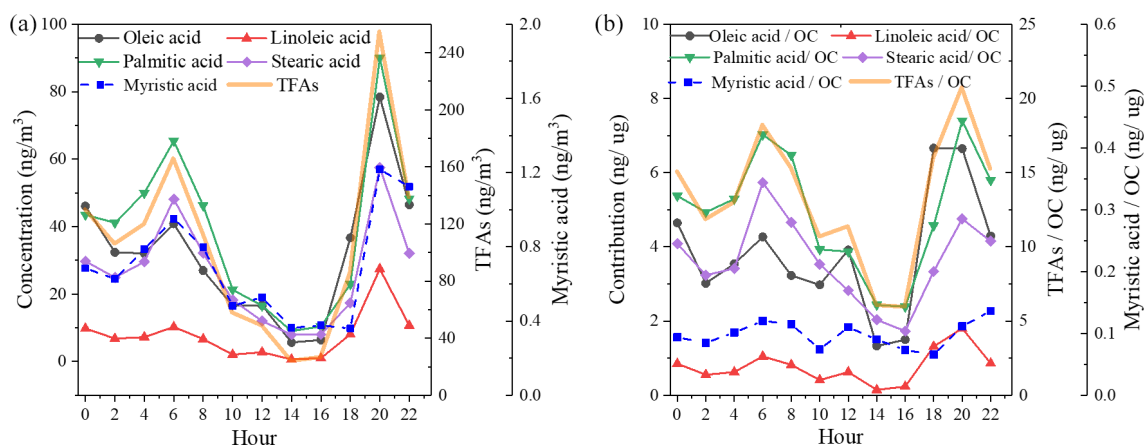 (a)
Concentration (ng/m³)
100
80
60
40
20
0
Oleic acid
Linoleic acid
Palmitic acid
Stearic acid
Myristic acid
TFAs
0 2 4 6 8 10 12 14 16 18 20 22
Hour
240
200
160
120
80
40
0
TFAs (ng/m³)
2.0
1.6
1.2
0.8
0.4
0.0
Myristic acid (ng/m³)
(b)
Contribution (ng/ ug)
10
8
6
4
2
0
Oleic acid / OC
Linoleic acid/ OC
Palmitic acid/ OC
Stearic acid/ OC
Myristic acid / OC
TFAs / OC
0 2 4 6 8 10 12 14 16 18 20 22
Hour
25
20
15
10
5
0
TFAs / OC (ng/ ug)
0.6
0.5
0.4
0.3
0.2
0.1
0.0
Myristic acid / OC (ng/ ug)